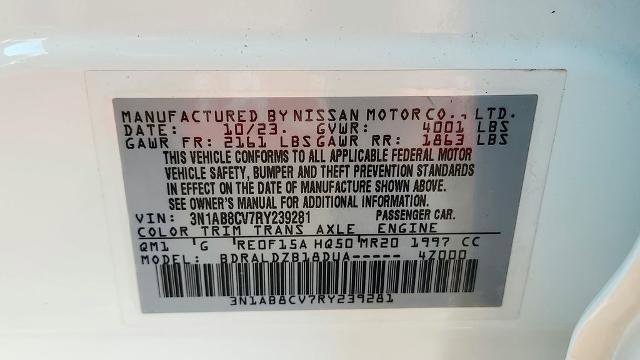 MANUFACTURED BY NISSAN MOTOR CO., LTD.
DATE: 10/23. GVWR: 4001 LBS
GAWR FR: 2161 LBS GAWR RR: 1863 LBS
THIS VEHICLE CONFORMS TO ALL APPLICABLE FEDERAL MOTOR
VEHICLE SAFETY, BUMPER AND THEFT PREVENTION STANDARDS
IN EFFECT ON THE DATE OF MANUFACTURE SHOWN ABOVE.
SEE OWNER'S MANUAL FOR ADDITIONAL INFORMATION
VIN: 3N1AB8CV7RY239281 PASSENGER CAR.
COLOR TRIM TRANS AXLE ENGINE
QM1 G RE0F15A HQ50 MR20 1997 CC
MODEL: BDRALDZB18DUA----- 4Z000
3N1AB8CV7RY239281